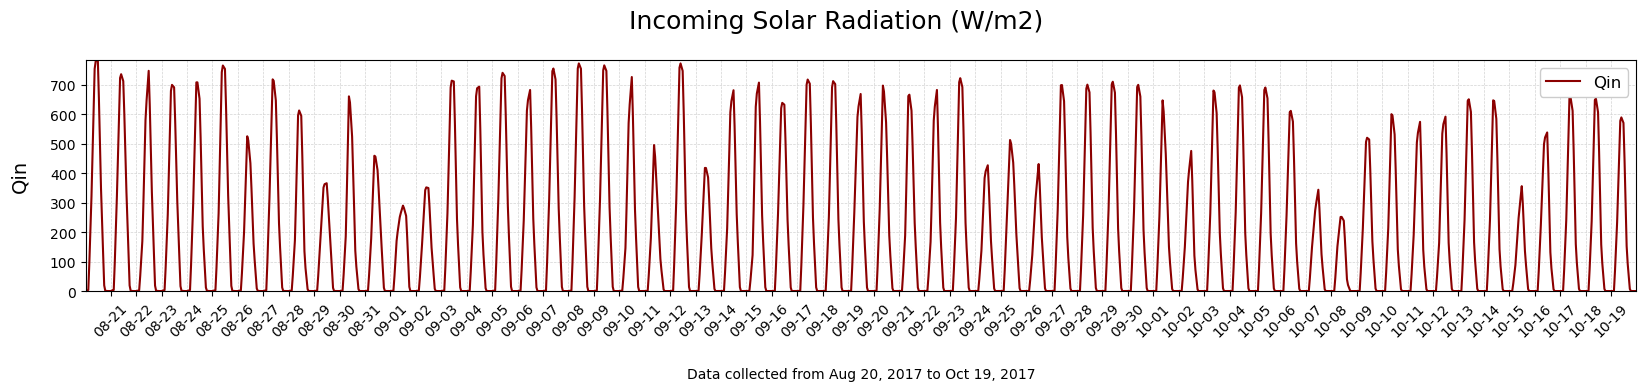 Incoming Solar Radiation (W/m2)
Qin
Qin
700
600
500
400
300
200
100
0
08-21 08-22 08-23 08-24 08-25 08-26 08-27 08-28 08-29 08-30 08-31 09-01 09-02 09-03 09-04 09-05 09-06 09-07 09-08 09-09 09-10 09-11 09-12 09-13 09-14 09-15 09-16 09-17 09-18 09-19 09-20 09-21 09-22 09-23 09-24 09-25 09-26 09-27 09-28 09-29 09-30 10-01 10-02 10-03 10-04 10-05 10-06 10-07 10-08 10-09 10-10 10-11 10-12 10-13 10-14 10-15 10-16 10-17 10-18 10-19
Data collected from Aug 20, 2017 to Oct 19, 2017